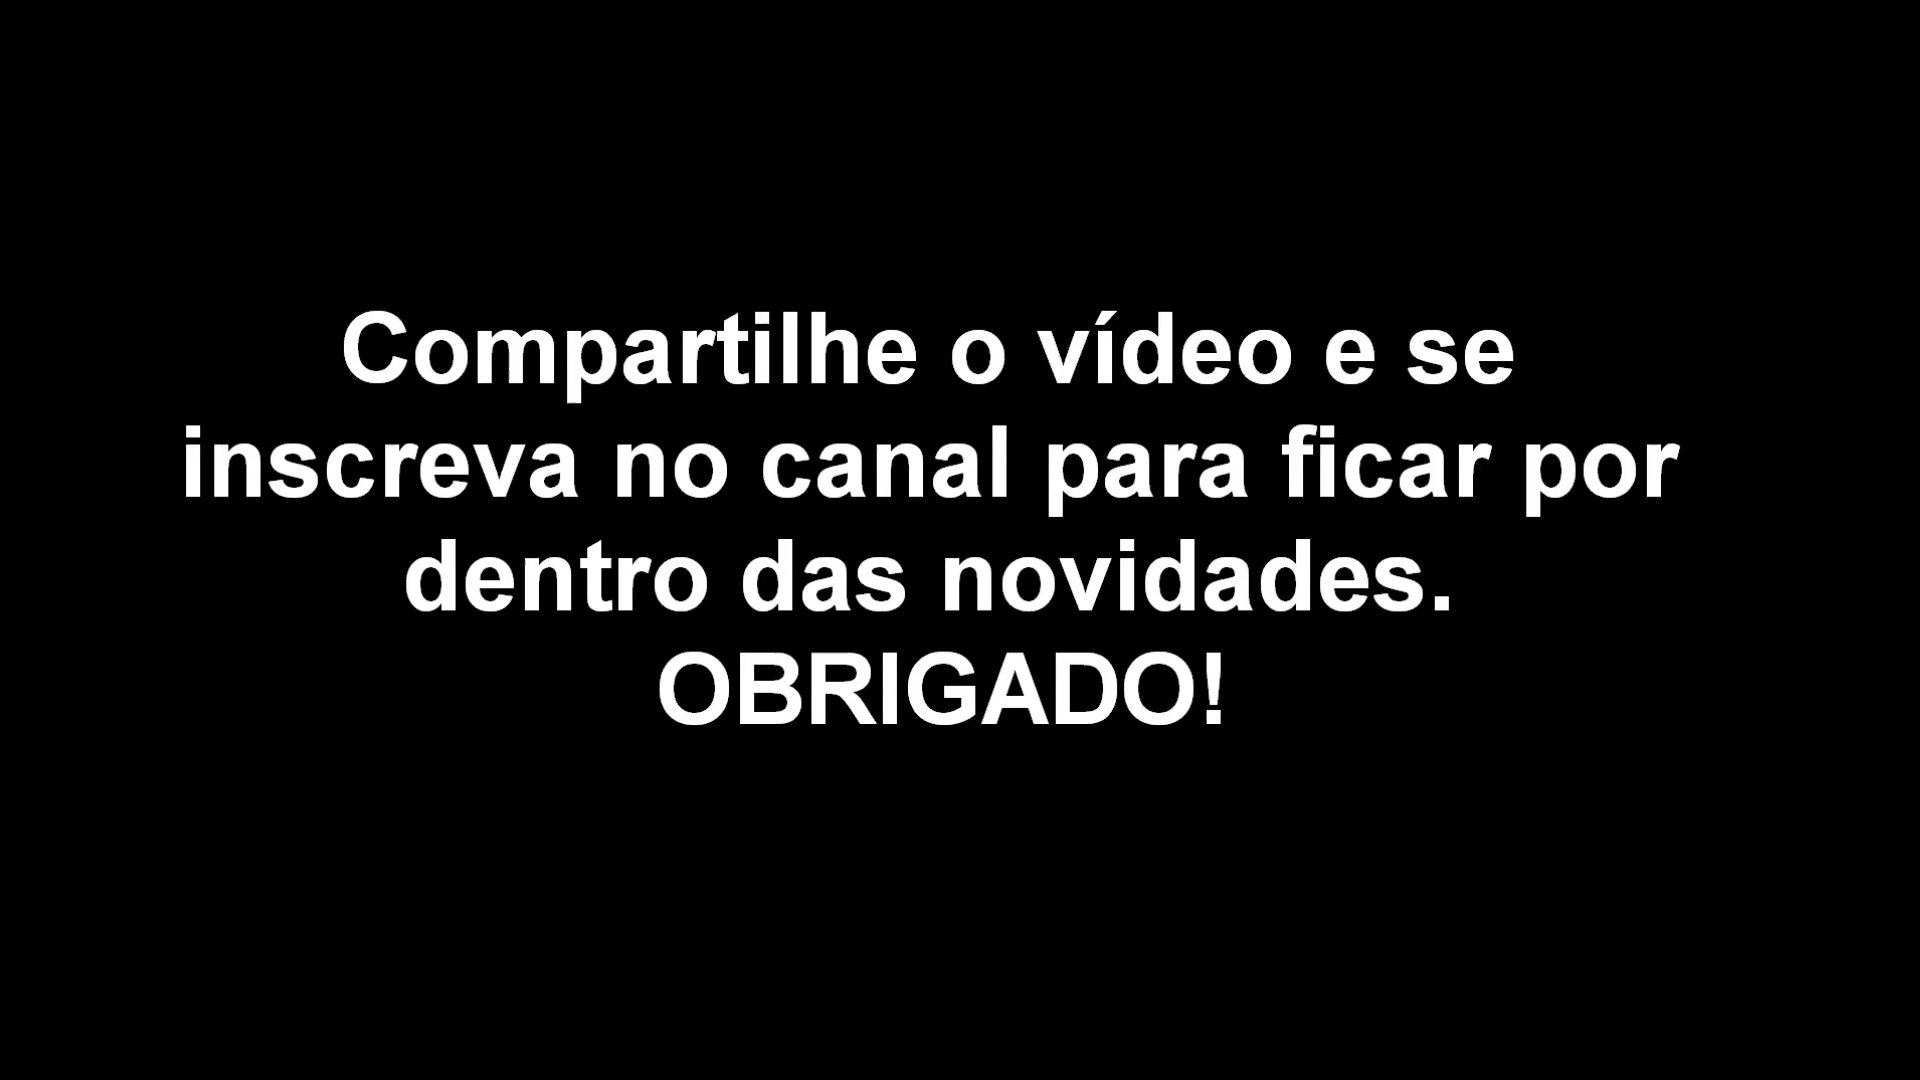 Compartilhe o vídeo e se
inscreva no canal para ficar por
dentro das novidades.
OBRIGADO!